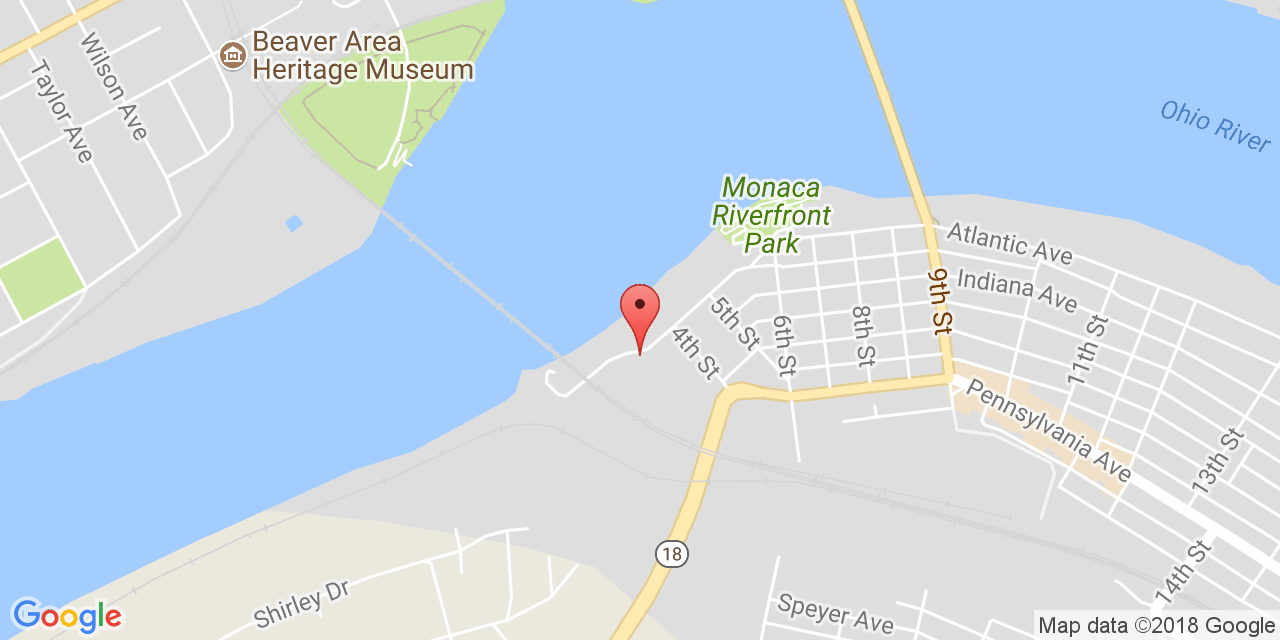 Beaver Area
Heritage Museum
Wilson Ave
Taylor Ave
Ohio River
Monaca
Riverfront
Park
Atlantic Ave
Indiana Ave
9th St
5th St
4th St
6th St
8th St
11th St
Pennsylvania Ave
13th St
14th St
18
Shirley Dr
Speyer Ave
Google
Map data ©2018 Google